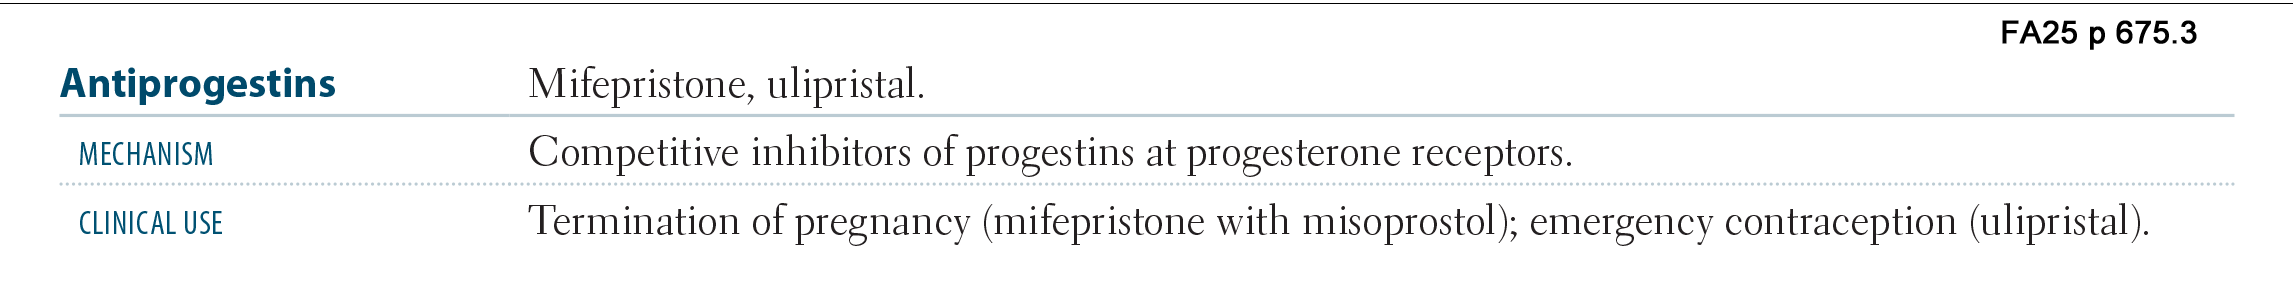 FA25 p 675.3
Antiprogestins Mifepristone, ulipristal.
MECHANISM Competitive inhibitors of progestins at progesterone receptors.
CLINICAL USE Termination of pregnancy (mifepristone with misoprostol); emergency contraception (ulipristal).